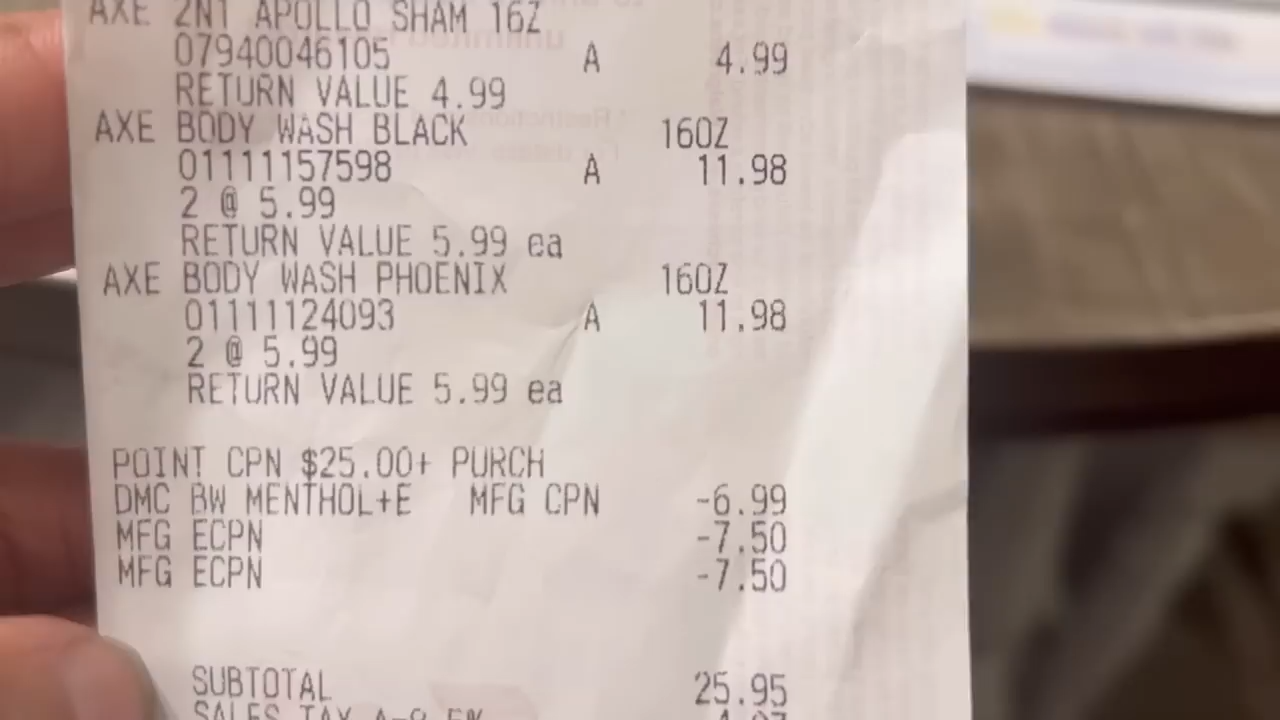 AXE 2N1 APOLLO SHAM 16Z
07940046105 A 4.99
RETURN VALUE 4.99
AXE BODY WASH BLACK 16OZ
01111157598 A 11.98
2 @ 5.99
RETURN VALUE 5.99 ea
AXE BODY WASH PHOENIX 16OZ
01111124093 A 11.98
2 @ 5.99
RETURN VALUE 5.99 ea
POINT CPN $25.00+ PURCH
DMC BW MENTHOL+E MFG CPN -6.99
MFG ECPN -7.50
MFG ECPN -7.50
SUBTOTAL 25.95
SALES TAX